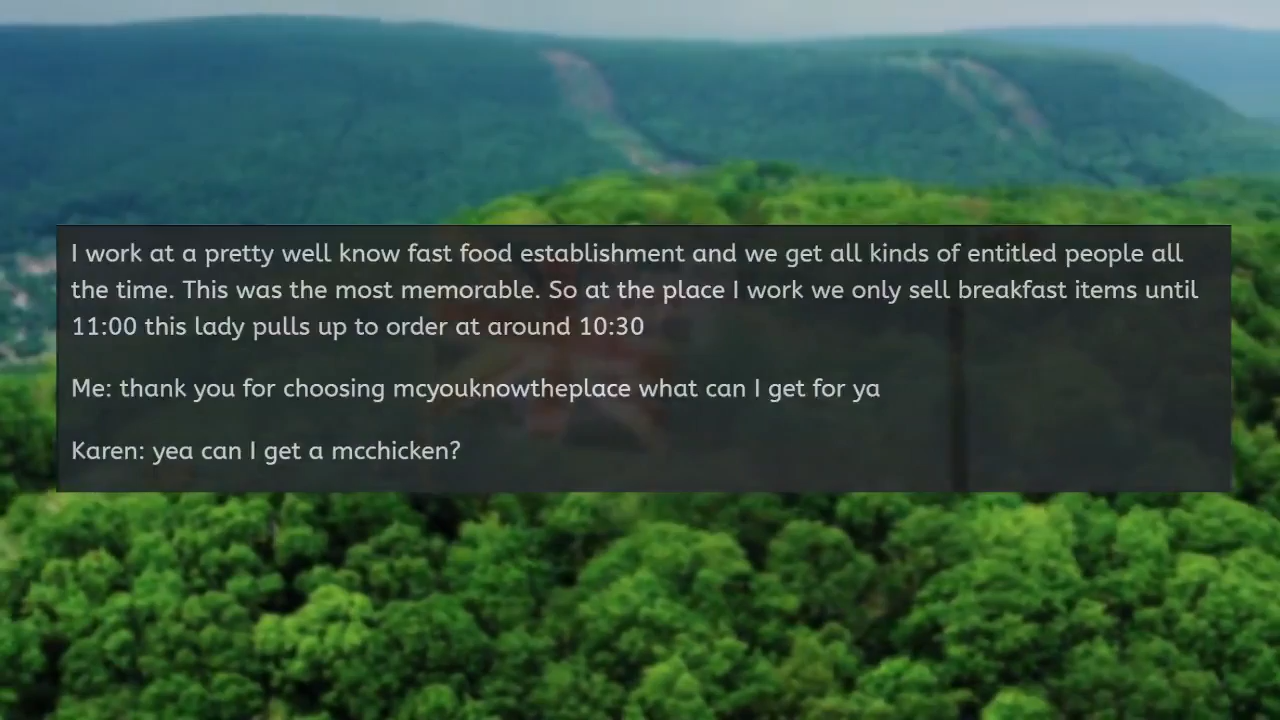 I work at a pretty well know fast food establishment and we get all kinds of entitled people all
the time. This was the most memorable. So at the place I work we only sell breakfast items until
11:00 this lady pulls up to order at around 10:30
Me: thank you for choosing mcyouknowtheplace what can I get for ya
Karen: yea can I get a mcchicken?